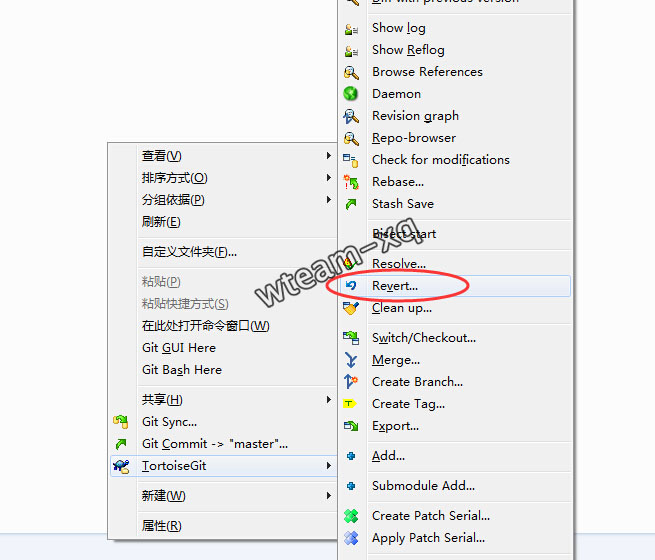 Diff with previous version
Show log
Show Reflog
Browse References
Daemon
Revision graph
Repo-browser
Check for modifications
Rebase...
Stash Save
Bisect start
Resolve...
Revert...
Clean up...
Switch/Checkout...
Merge...
Create Branch...
Create Tag...
Export...
Add...
Submodule Add...
Create Patch Serial...
Apply Patch Serial...
查看(V)
排序方式(O)
分组依据(P)
刷新(E)
自定义文件夹(F)...
粘贴(P)
粘贴快捷方式(S)
在此处打开命令窗口(W)
Git GUI Here
Git Bash Here
共享(H)
Git Sync...
Git Commit -> "master"...
TortoiseGit
新建(W)
属性(R)
wteam-xq